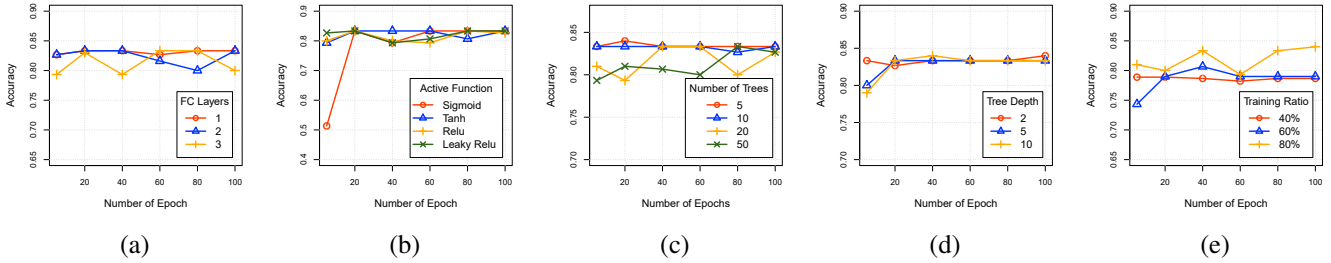 Accuracy
0.90
0.85
0.80
0.75
0.70
0.65
FC Layers
1
2
3
20 40 60 80 100
Number of Epoch
(a)
Accuracy
0.9
0.8
0.7
0.6
0.5
0.4
Active Function
Sigmoid
Tanh
Relu
Leaky Relu
20 40 60 80 100
Number of Epoch
(b)
Accuracy
0.85
0.80
0.75
0.70
Number of Trees
5
10
20
50
20 40 60 80 100
Number of Epochs
(c)
Accuracy
0.90
0.85
0.80
0.75
0.70
Tree Depth
2
5
10
20 40 60 80 100
Number of Epoch
(d)
Accuracy
0.90
0.85
0.80
0.75
0.70
0.65
Training Ratio
40%
60%
80%
20 40 60 80 100
Number of Epoch
(e)